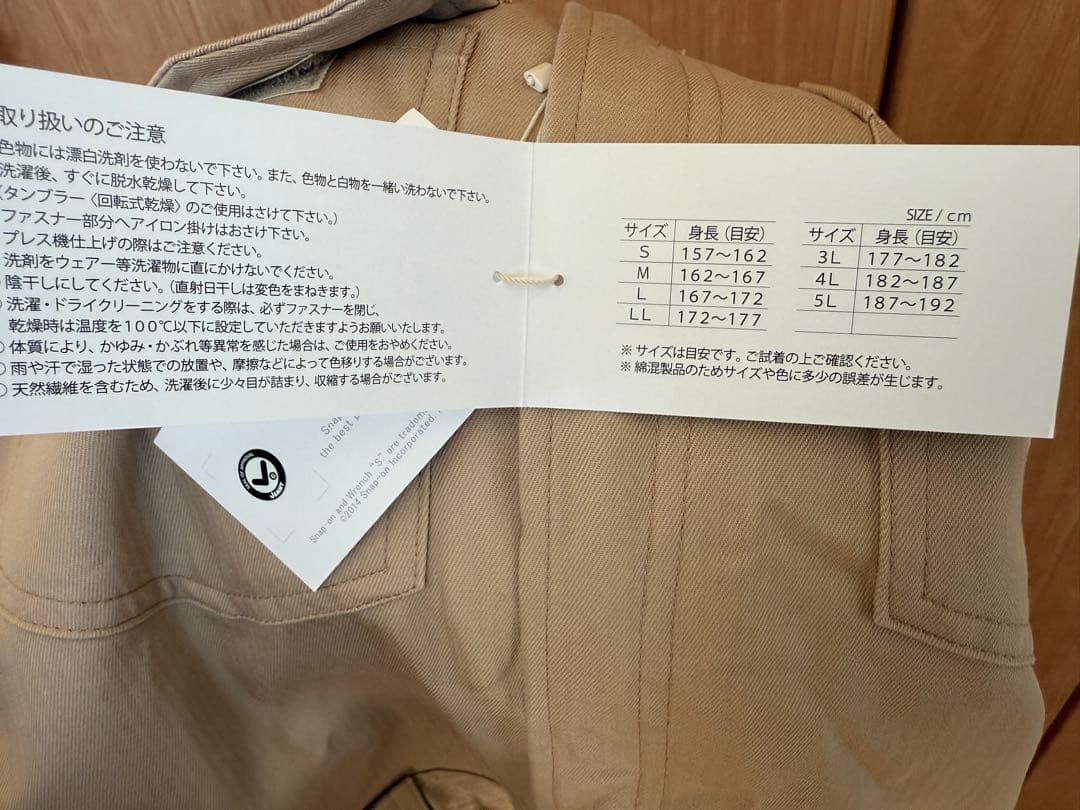 取り扱いのご注意
色物には漂白洗剤を使わないで下さい。また、色物と白物を一緒い洗わないで下さい。
洗濯後、すぐに脱水乾燥して下さい。
(タンブラー〈回転式乾燥〉のご使用はさけて下さい。)
ファスナー部分へアイロン掛けはおさけ下さい。
プレス機仕上げの際はご注意ください。
洗剤をウェアー等洗濯物に直にかけないでください。
陰干しにしてください。(直射日干しは変色をまねきます。)
洗濯・ドライクリーニングをする際は、必ずファスナーを閉じ、
乾燥時は温度を100℃以下に設定していただきますようお願いいたします。
○ 体質により、かゆみ・かぶれ等異常を感じた場合は、ご使用をおやめください。
○ 雨や汗で湿った状態での放置や、摩擦などによって色移りする場合がございます。
○ 天然繊維を含むため、洗濯後に少々目が詰まり、収縮する場合がございます。
SIZE/cm
サイズ 身長(目安)
S 157～162
M 162～167
L 167～172
LL 172～177
サイズ 身長(目安)
3L 177～182
4L 182～187
5L 187～192
※ サイズは目安です。ご試着の上ご確認ください。
※ 綿混製品のためサイズや色に多少の誤差が生じます。
Snap
the best
Snap-on and Wrench "S" are tradem
©2014 Snap-on Incorporated.